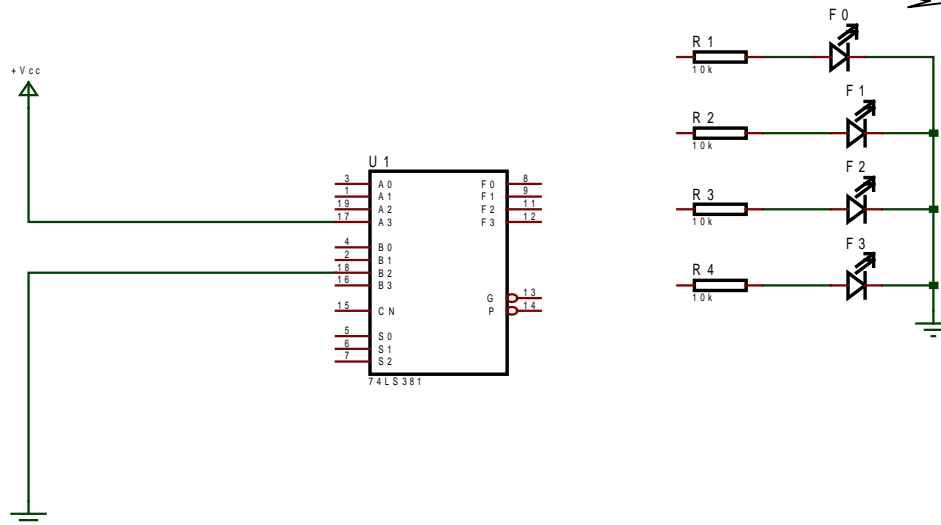 +Vcc
U1
3 A0
1 A1
19 A2
17 A3
4 B0
2 B1
18 B2
16 B3
15 CN
5 S0
6 S1
7 S2
F0 8
F1 9
F2 11
F3 12
G 13
P 14
74LS381
R1
10k
F0
R2
10k
F1
R3
10k
F2
R4
10k
F3